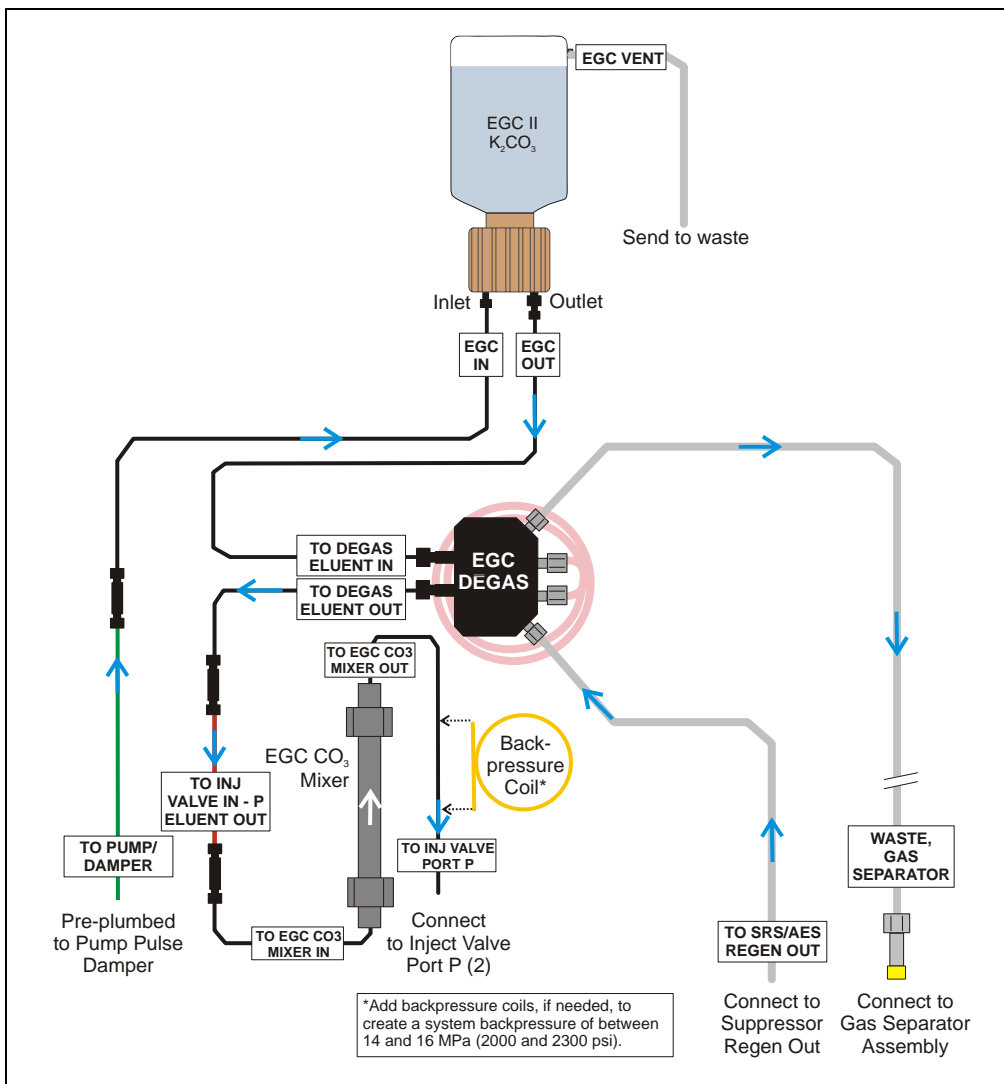 EGC VENT
EGC II
K₂CO₃
Send to waste
Inlet
Outlet
EGC
IN
EGC
OUT
TO DEGAS
ELUENT IN
EGC
DEGAS
TO DEGAS
ELUENT OUT
TO EGC CO3
MIXER OUT
EGC CO₃
Mixer
Back-
pressure
Coil*
TO INJ
VALVE IN - P
ELUENT OUT
TO PUMP/
DAMPER
TO INJ VALVE
PORT P
WASTE,
GAS
SEPARATOR
Pre-plumbed
to Pump Pulse
Damper
TO EGC CO3
MIXER IN
Connect
to Inject Valve
Port P (2)
TO SRS/AES
REGEN OUT
Connect to
Suppressor
Regen Out
Connect to
Gas Separator
Assembly
*Add backpressure coils, if needed, to
create a system backpressure of between
14 and 16 MPa (2000 and 2300 psi).